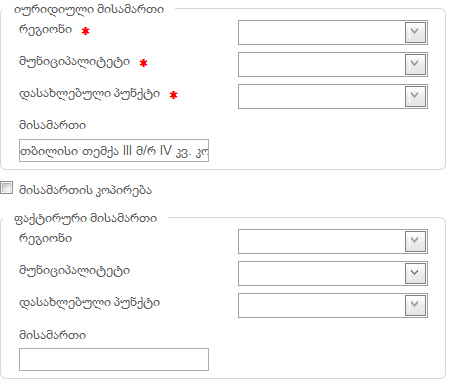 იურიდიული მისამართი
რეგიონი *
მუნიციპალიტეტი *
დასახლებული პუნქტი *
მისამართი
თბილისი თემქა III მ/რ IV კვ. კო
მისამართის კოპირება
ფაქტირური მისამართი
რეგიონი
მუნიციპალიტეტი
დასახლებული პუნქტი
მისამართი